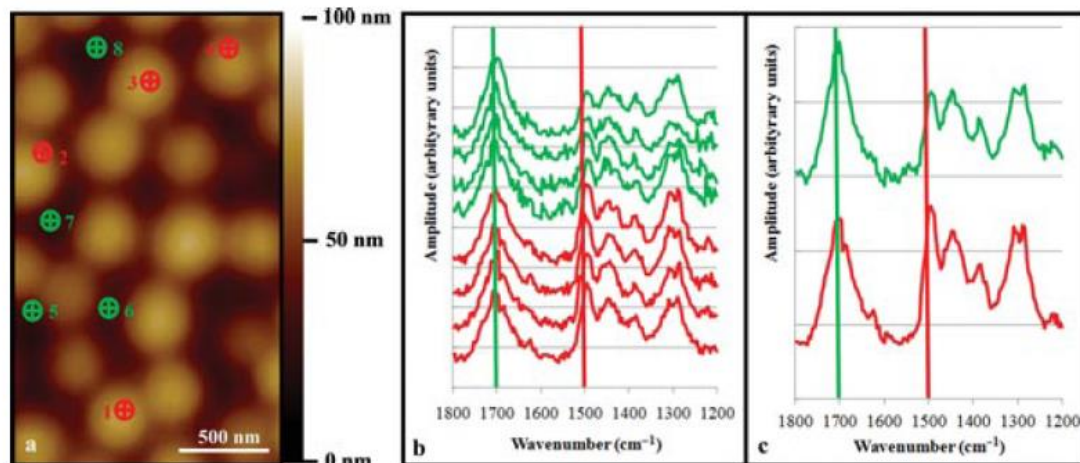 8
4
3
2
7
5
6
1
500 nm
a
100 nm
50 nm
0 nm
Amplitude (arbityrary units)
1800 1700 1600 1500 1400 1300 1200
b
Wavenumber (cm⁻¹)
Amplitude (arbityrary units)
1800 1700 1600 1500 1400 1300 1200
c
Wavenumber (cm⁻¹)